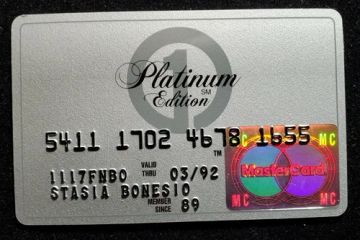 1
Platinum
SM
Edition
5411 1702 4678 1655
MC MC
MasterCard
1117FNBO VALID THRU 03/92
STASIA BONESIO
MEMBER SINCE 89
MC MC